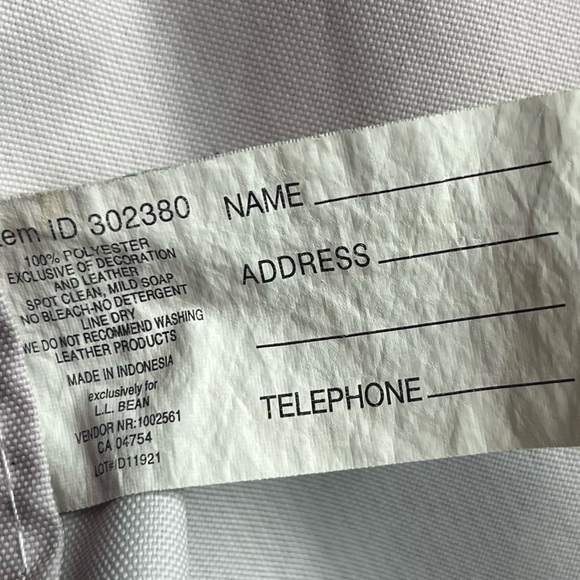 Item ID 302380
100% POLYESTER
EXCLUSIVE OF DECORATION
AND LEATHER
SPOT CLEAN, MILD SOAP
NO BLEACH-NO DETERGENT
LINE DRY
WE DO NOT RECOMMEND WASHING
LEATHER PRODUCTS
MADE IN INDONESIA
exclusively for
L.L. BEAN
VENDOR NR:1002561
CA 04754
LOT#ID11921
NAME
ADDRESS
TELEPHONE